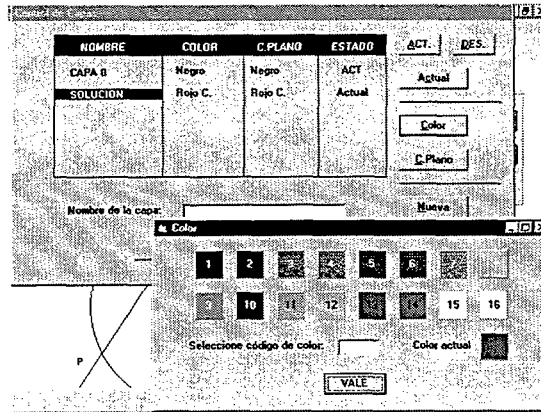 Control de Capas
NOMBRE COLOR C.PLANO ESTADO
ACT. DES.
CAPA 0 Negro Negro ACT
Actual
SOLUCION Rojo C. Rojo C. Actual
Color
C.Plano
Nombre de la capa: Nueva
Color
1 2 5 6
10 11 12 13 14 15 16
Seleccione código de color: Color actual
P
VALE